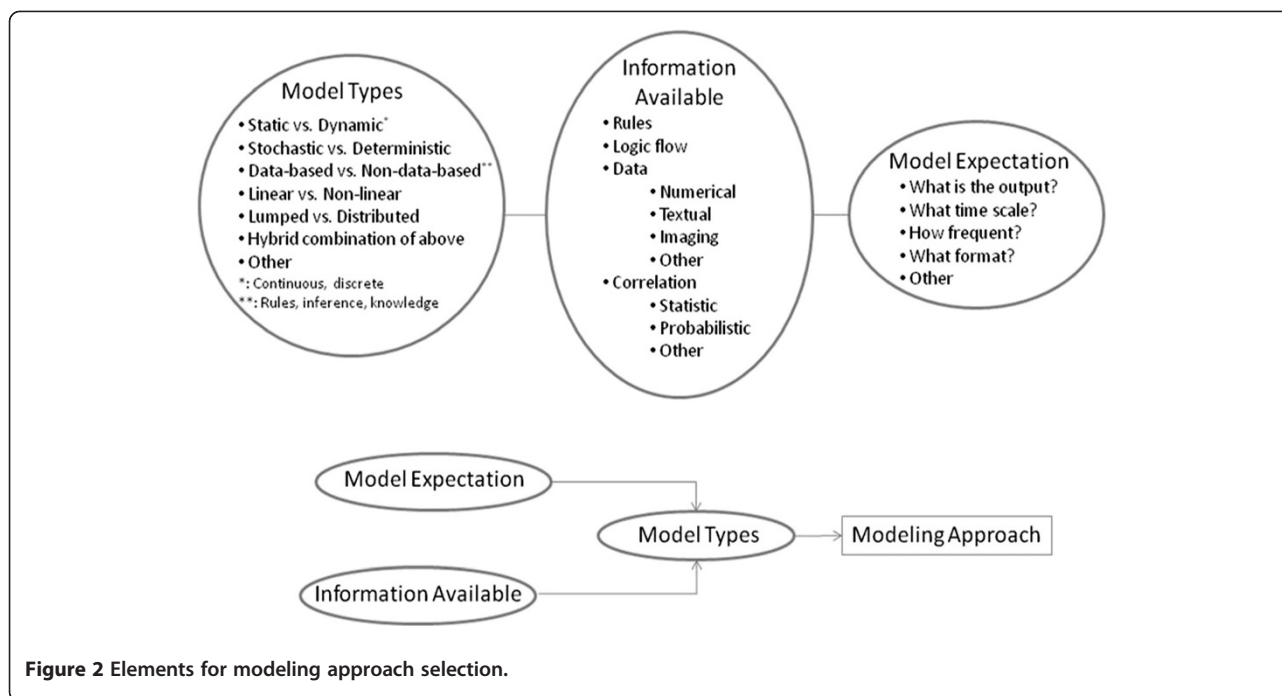 Model Types
• Static vs. Dynamic*
• Stochastic vs. Deterministic
• Data-based vs. Non-data-based**
• Linear vs. Non-linear
• Lumped vs. Distributed
• Hybrid combination of above
• Other
*: Continuous, discrete
**: Rules, inference, knowledge
Information
Available
• Rules
• Logic flow
• Data
• Numerical
• Textual
• Imaging
• Other
• Correlation
• Statistic
• Probabilistic
• Other
Model Expectation
• What is the output?
• What time scale?
• How frequent?
• What format?
• Other
Model Expectation
Model Types
Modeling Approach
Information Available
Figure 2 Elements for modeling approach selection.